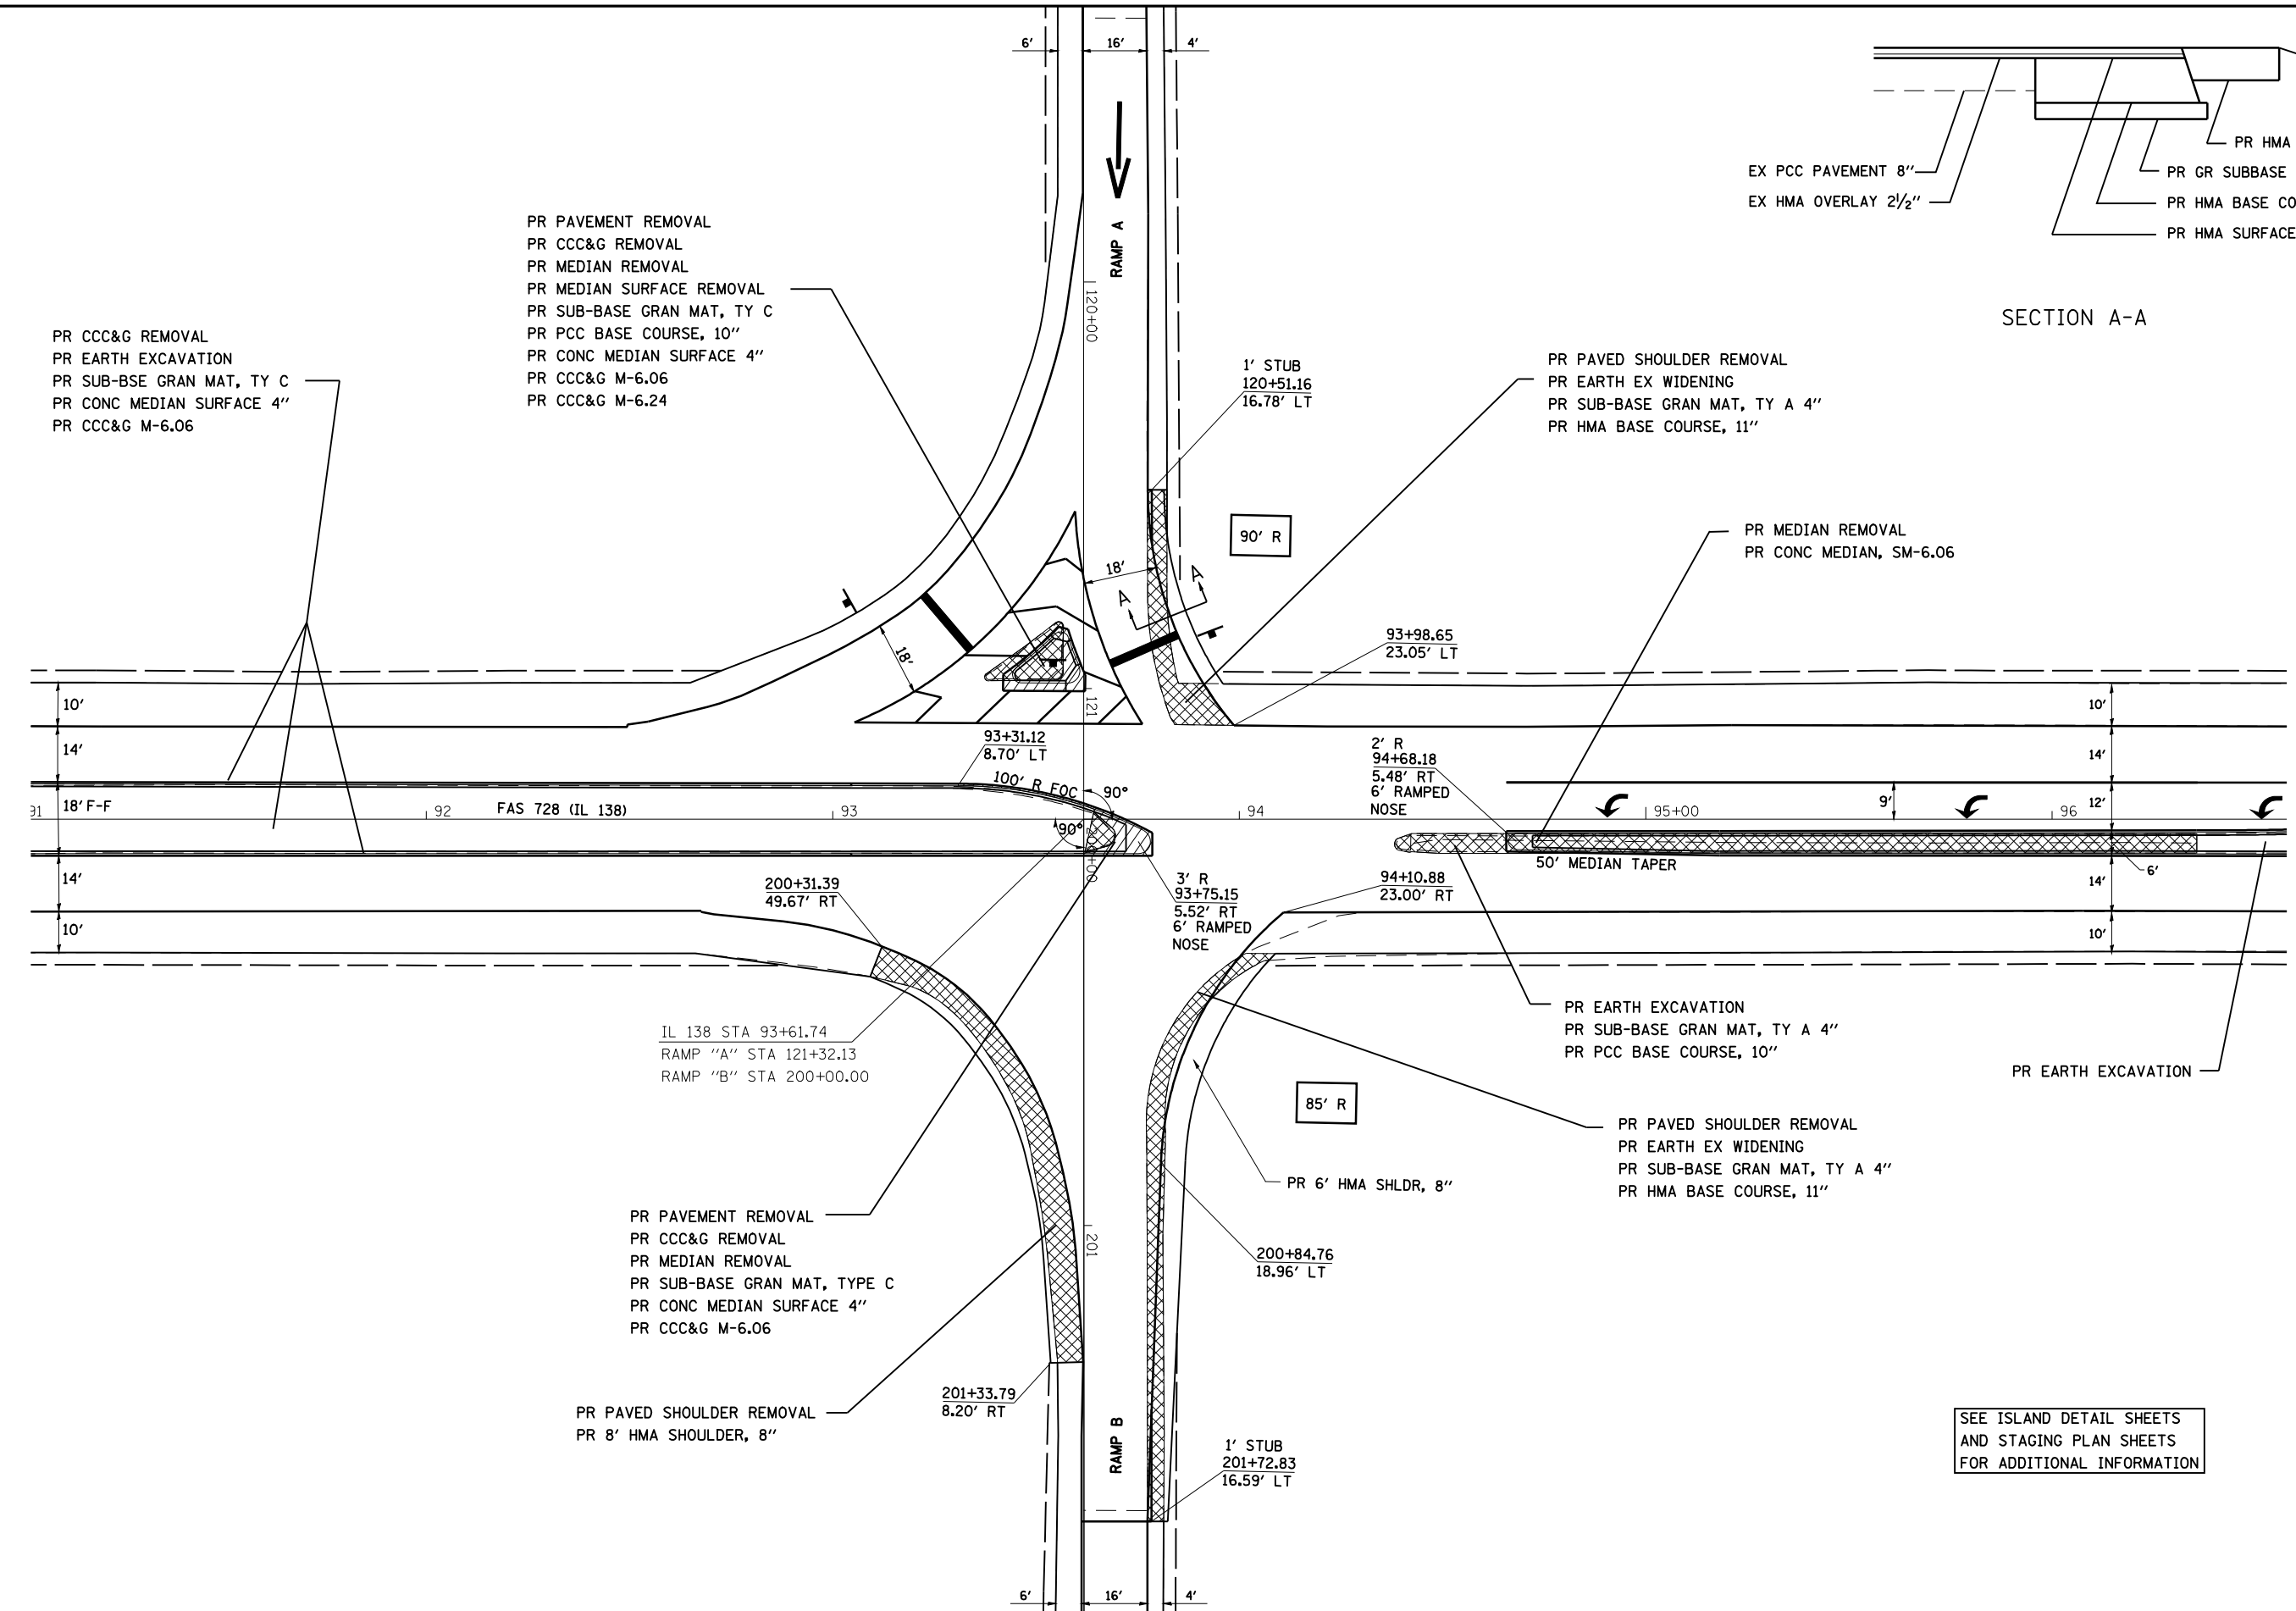 6'
16'
4'
RAMP A
120+00
EX PCC PAVEMENT 8"
EX HMA OVERLAY 2½"
PR HMA
PR GR SUBBASE
PR HMA BASE CO
PR HMA SURFACE
SECTION A-A
PR PAVEMENT REMOVAL
PR CCC&G REMOVAL
PR MEDIAN REMOVAL
PR MEDIAN SURFACE REMOVAL
PR SUB-BASE GRAN MAT, TY C
PR PCC BASE COURSE, 10"
PR CONC MEDIAN SURFACE 4"
PR CCC&G M-6.06
PR CCC&G M-6.24
PR CCC&G REMOVAL
PR EARTH EXCAVATION
PR SUB-BSE GRAN MAT, TY C
PR CONC MEDIAN SURFACE 4"
PR CCC&G M-6.06
1' STUB
120+51.16
16.78' LT
PR PAVED SHOULDER REMOVAL
PR EARTH EX WIDENING
PR SUB-BASE GRAN MAT, TY A 4"
PR HMA BASE COURSE, 11"
90' R
PR MEDIAN REMOVAL
PR CONC MEDIAN, SM-6.06
18'
A
A
18'
93+98.65
23.05' LT
121
10'
14'
18' F-F
14'
10'
91
92
FAS 728 (IL 138)
93
93+31.12
8.70' LT
100' R EOC
90°
90°
94
2' R
94+68.18
5.48' RT
6' RAMPED
NOSE
95+00
9'
96
10'
14'
12'
6'
14'
10'
50' MEDIAN TAPER
200+31.39
49.67' RT
3' R
93+75.15
5.52' RT
6' RAMPED
NOSE
94+10.88
23.00' RT
IL 138 STA 93+61.74
RAMP "A" STA 121+32.13
RAMP "B" STA 200+00.00
PR EARTH EXCAVATION
PR SUB-BASE GRAN MAT, TY A 4"
PR PCC BASE COURSE, 10"
PR EARTH EXCAVATION
85' R
PR PAVED SHOULDER REMOVAL
PR EARTH EX WIDENING
PR SUB-BASE GRAN MAT, TY A 4"
PR HMA BASE COURSE, 11"
PR 6' HMA SHLDR, 8"
PR PAVEMENT REMOVAL
PR CCC&G REMOVAL
PR MEDIAN REMOVAL
PR SUB-BASE GRAN MAT, TYPE C
PR CONC MEDIAN SURFACE 4"
PR CCC&G M-6.06
201
200+84.76
18.96' LT
201+33.79
8.20' RT
PR PAVED SHOULDER REMOVAL
PR 8' HMA SHOULDER, 8"
RAMP B
1' STUB
201+72.83
16.59' LT
SEE ISLAND DETAIL SHEETS
AND STAGING PLAN SHEETS
FOR ADDITIONAL INFORMATION
6'
16'
4'